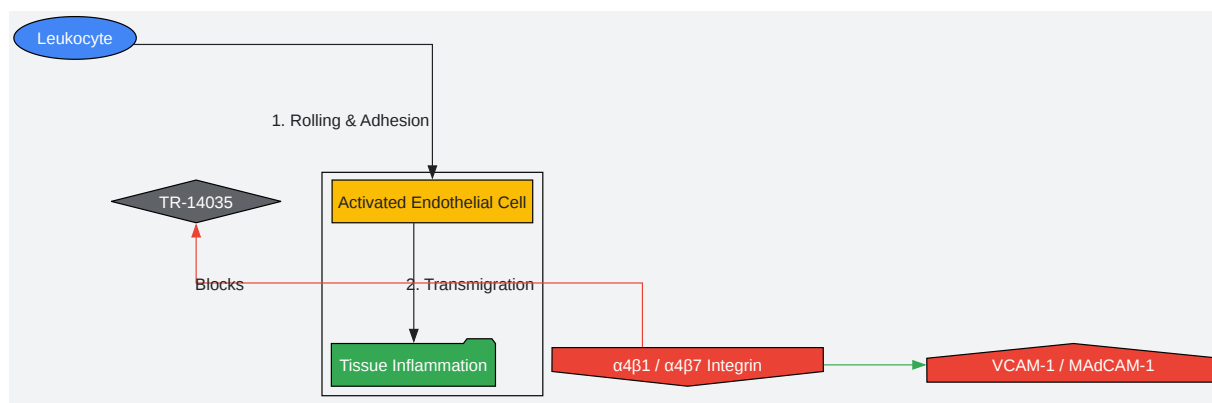 Leukocyte
1. Rolling & Adhesion
TR-14035
Activated Endothelial Cell
Blocks
2. Transmigration
Tissue Inflammation
α4β1 / α4β7 Integrin
VCAM-1 / MAdCAM-1